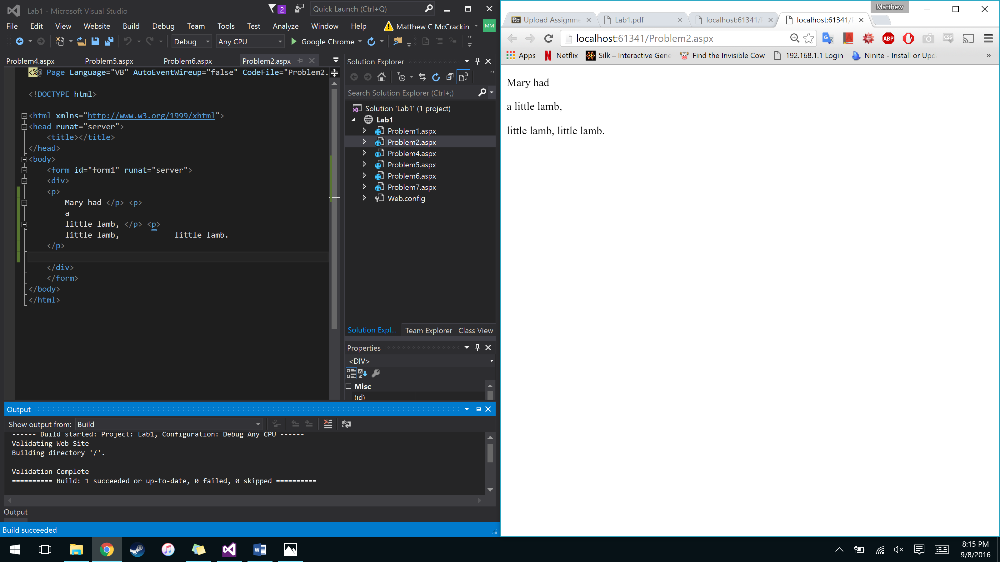 Lab1 - Microsoft Visual Studio
2
Quick Launch (Ctrl+Q)
File Edit View Website Build Debug Team Tools Test Analyze Window Help
Matthew C McCrackin
MM
Debug
Any CPU
Google Chrome
Problem4.aspx
Problem5.aspx
Problem6.aspx
Problem2.aspx
<%@ Page Language="VB" AutoEventWireup="false" CodeFile="Problem2.
<!DOCTYPE html>
<html xmlns="http://www.w3.org/1999/xhtml">
<head runat="server">
<title></title>
</head>
<body>
<form id="form1" runat="server">
<div>
<p>
Mary had </p> <p>
a
little lamb, </p> <p>
little lamb, little lamb.
</p>
</div>
</form>
</body>
</html>
Solution Explorer
Search Solution Explorer (Ctrl+;)
Solution 'Lab1' (1 project)
Lab1
Problem1.aspx
Problem2.aspx
Problem4.aspx
Problem5.aspx
Problem6.aspx
Problem7.aspx
Web.config
Solution Expl...
Team Explorer
Class View
Properties
<DIV>
Misc
(id)
Output
Show output from:
Build
------ Build started: Project: Lab1, Configuration: Debug Any CPU ------
Validating Web Site
Building directory '/'.
Validation Complete
========== Build: 1 succeeded or up-to-date, 0 failed, 0 skipped ==========
Output
Build succeeded
Matthew
Bb
Upload Assignme
Lab1.pdf
localhost:61341/
localhost:61341/
localhost:61341/Problem2.aspx
ABP
CSS
Apps
Netflix
Silk – Interactive Gene
Find the Invisible Cow
192.168.1.1 Login
Ninite - Install or Upd
»
Mary had
a little lamb,
little lamb, little lamb.
8:15 PM
9/8/2016